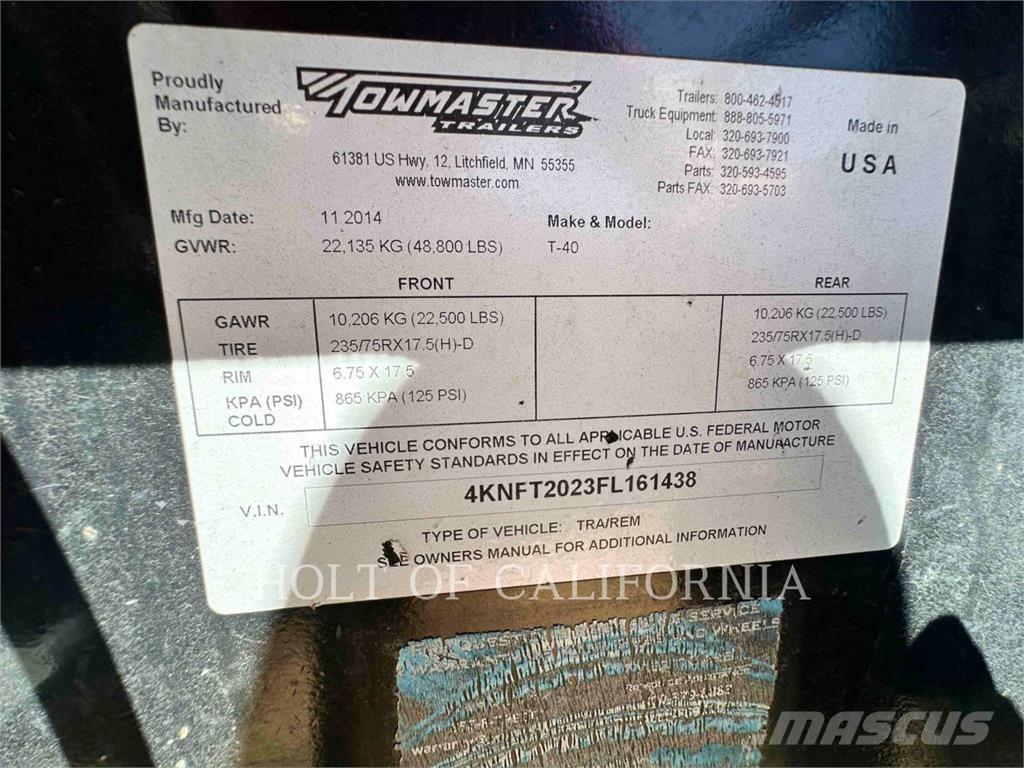 Proudly
Manufactured
By:
TOWMASTER
TRAILERS
61381 US Hwy. 12, Litchfield, MN 55355
www.towmaster.com
Trailers: 800-462-4517
Truck Equipment: 888-805-5971
Local: 320-693-7900
FAX: 320-693-7921
Parts: 320-593-4595
Parts FAX: 320-693-5703
Made in
USA
Mfg Date: 11 2014
Make & Model:
GVWR: 22,135 KG (48,800 LBS) T-40
FRONT REAR
GAWR 10,206 KG (22,500 LBS) 10,206 KG (22,500 LBS)
TIRE 235/75RX17.5(H)-D 235/75RX17.5(H)-D
RIM 6.75 X 17.5 6.75 X 17.5
KPA (PSI) 865 KPA (125 PSI) 865 KPA (125 PSI)
COLD
THIS VEHICLE CONFORMS TO ALL APPLICABLE U.S. FEDERAL MOTOR
VEHICLE SAFETY STANDARDS IN EFFECT ON THE DATE OF MANUFACTURE
V.I.N. 4KNFT2023FL161438
TYPE OF VEHICLE: TRA/REM
SEE OWNERS MANUAL FOR ADDITIONAL INFORMATION
HOLT OF CALIFORNIA
SERVICE
WHEELS
MASCUS